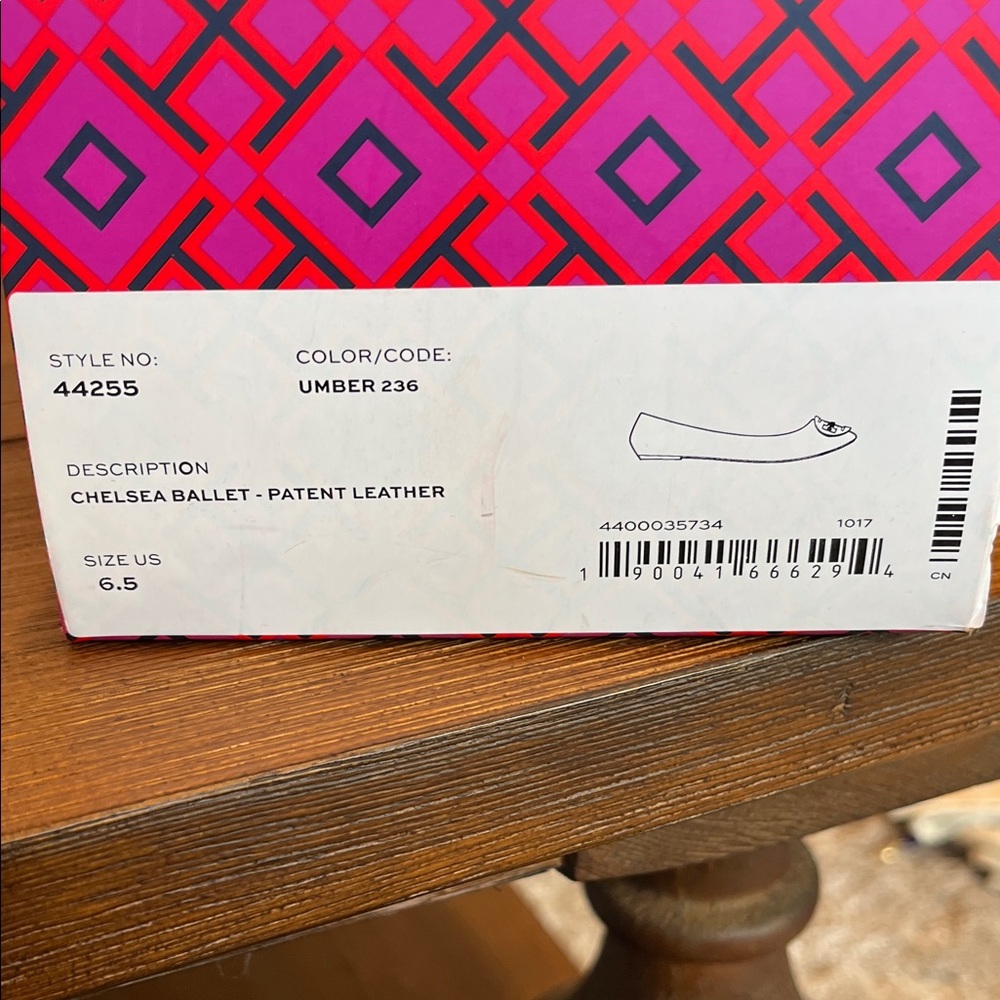 STYLE NO:
44255
COLOR/CODE:
UMBER 236
DESCRIPTION
CHELSEA BALLET - PATENT LEATHER
SIZE US
6.5
4400035734
1017
1 90041 66629 4
CN